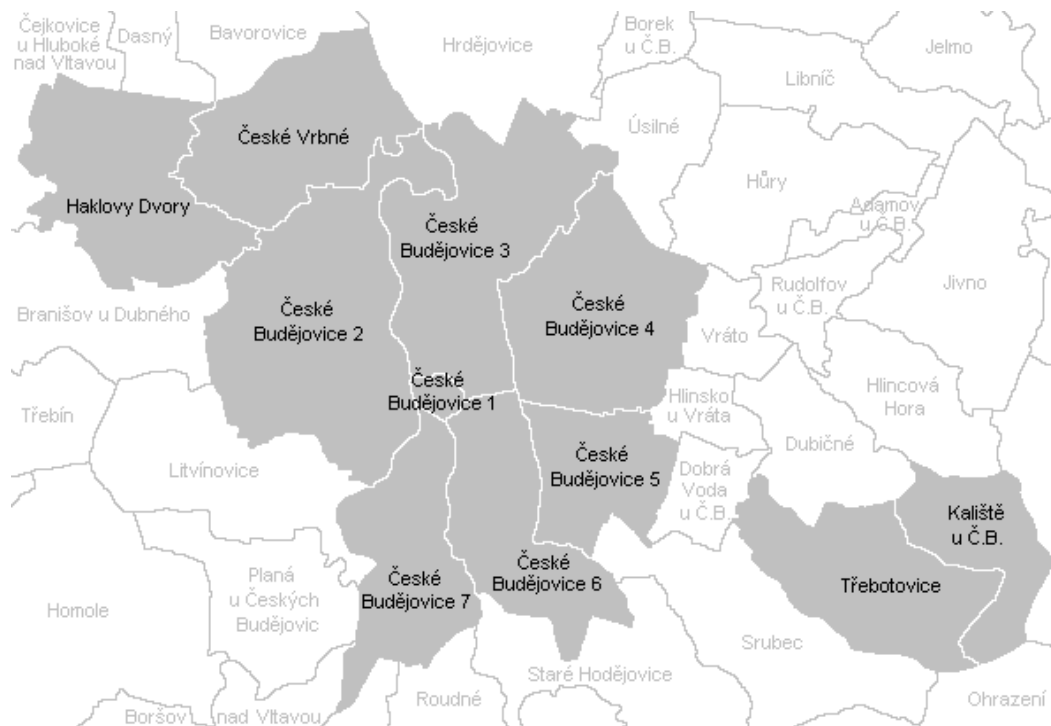 Čejkovice
u Hluboké
nad Vltavou
Dasný
Bavorovice
Hrdějovice
Borek
u Č.B.
Jelmo
Libníč
Úsilné
České Vrbné
Hůry
Haklovy Dvory
Adamov
u Č.B.
České
Budějovice 3
Rudolfov
u Č.B.
Jivno
Branišov u Dubného
České
Budějovice 2
České
Budějovice 4
Vráto
České
Budějovice 1
Hlinsko
u Vráta
Hlincová
Hora
Třebín
Litvínovice
Dubičné
České
Budějovice 5
Dobrá
Voda
u Č.B.
Kaliště
u Č.B.
Planá
u Českých
Budějovic
České
Budějovice 7
České
Budějovice 6
Třebotovice
Homole
Srubec
Staré Hodějovice
Roudné
Ohrazení
Boršov nad Vltavou